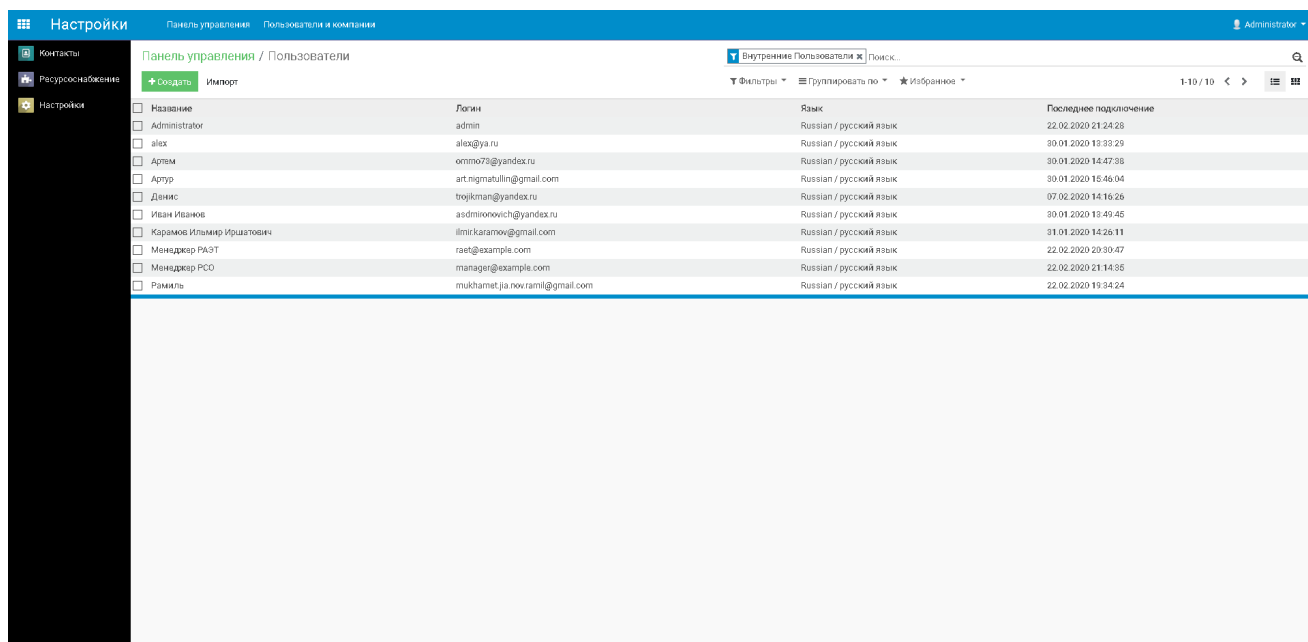 Настройки Панель управления Пользователи и компании Administrator
Контакты
Ресурсоснабжение
Настройки
Панель управления / Пользователи
Внутренние Пользователи Поиск...
Создать Импорт
Фильтры Группировать по Избранное 1-10 / 10
Название Логин Язык Последнее подключение
Administrator admin Russian / русский язык 22.02.2020 21:24:28
alex alex@ya.ru Russian / русский язык 30.01.2020 13:33:29
Артем ommo73@yandex.ru Russian / русский язык 30.01.2020 14:47:38
Артур art.nigmatullin@gmail.com Russian / русский язык 30.01.2020 15:46:04
Денис trojikman@yandex.ru Russian / русский язык 07.02.2020 14:16:26
Иван Иванов asdmironovich@yandex.ru Russian / русский язык 30.01.2020 13:49:45
Карамов Ильмир Иршатович ilmir.karamov@gmail.com Russian / русский язык 31.01.2020 14:26:11
Менеджер РАЭТ raet@example.com Russian / русский язык 22.02.2020 20:30:47
Менеджер РСО manager@example.com Russian / русский язык 22.02.2020 21:14:35
Рамиль mukhamet.jia.nov.ramil@gmail.com Russian / русский язык 22.02.2020 19:34:24